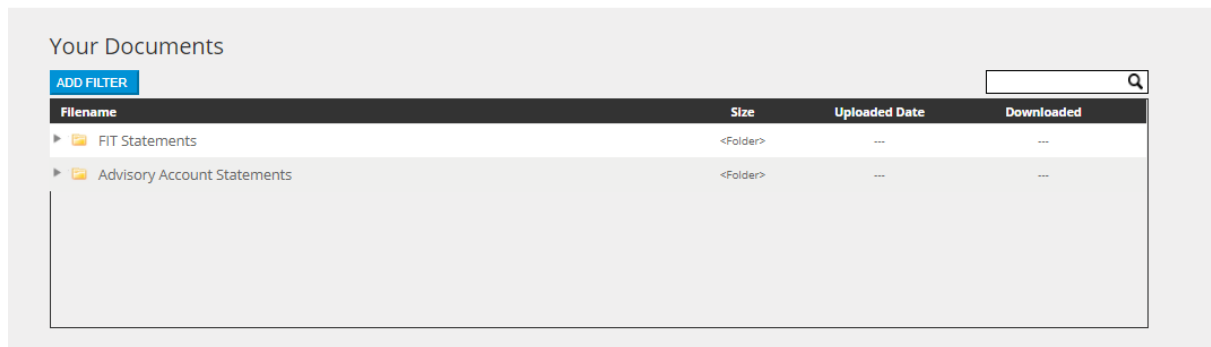 Your Documents
ADD FILTER
Filename Size Uploaded Date Downloaded
FIT Statements <Folder> --- ---
Advisory Account Statements <Folder> --- ---